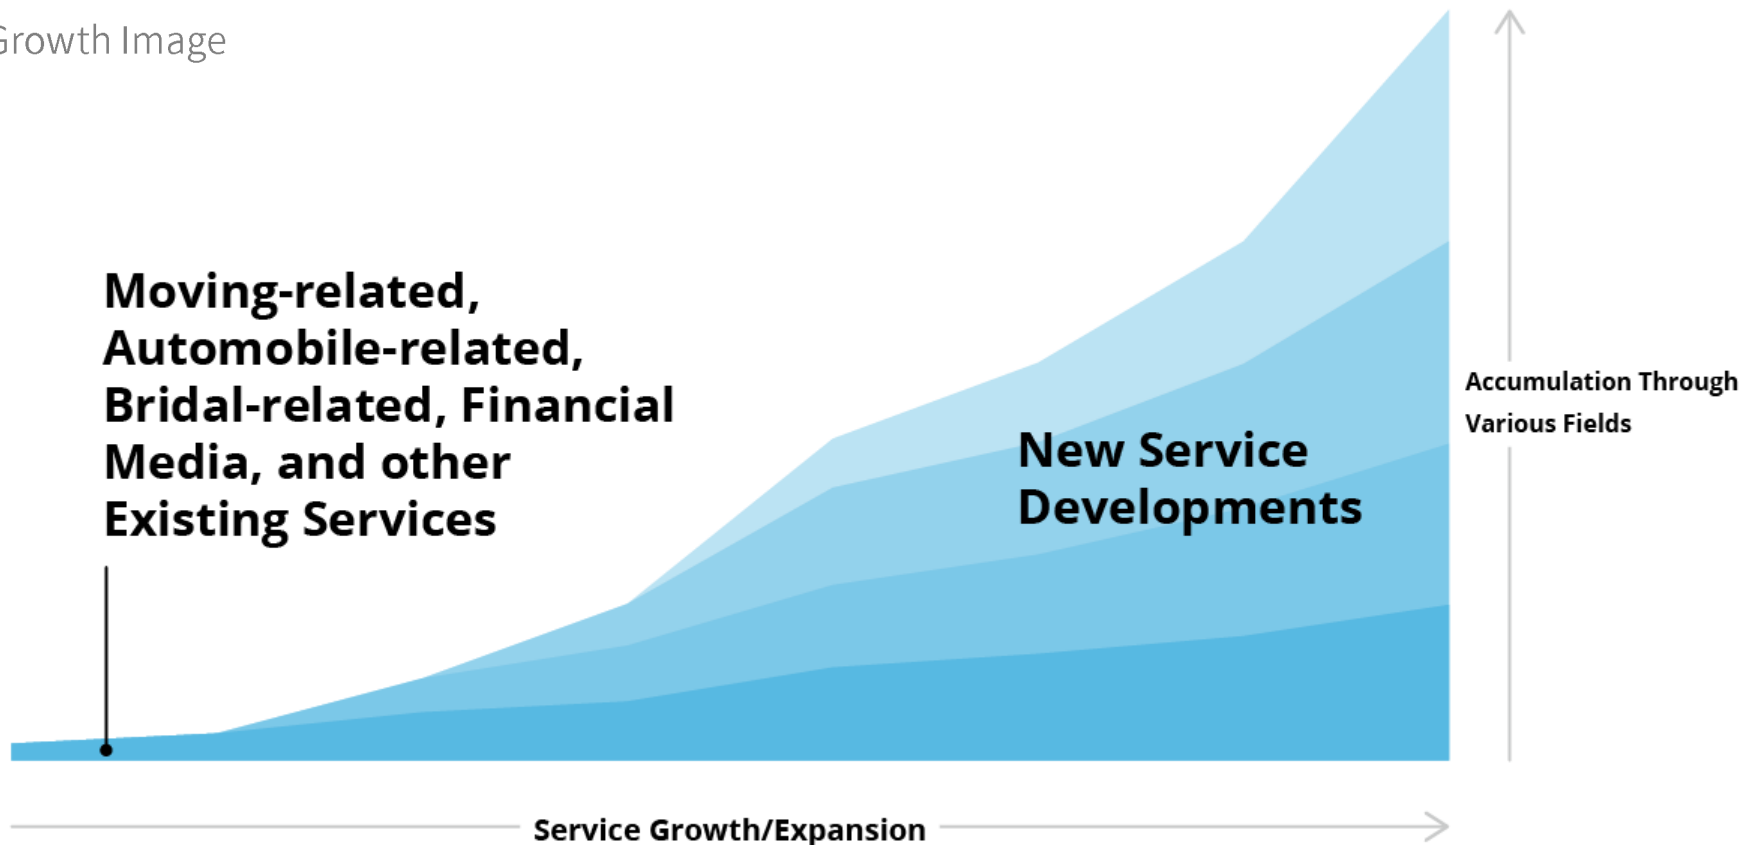 Growth Image
Moving-related,
Automobile-related,
Bridal-related, Financial
Media, and other
Existing Services
New Service
Developments
Accumulation Through
Various Fields
Service Growth/Expansion